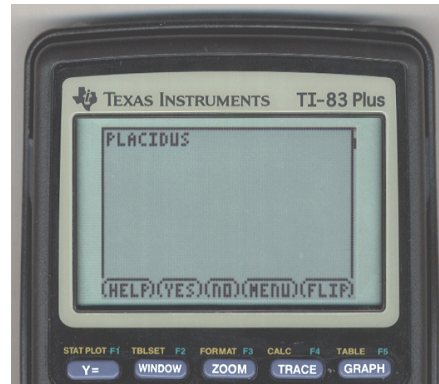 TEXAS INSTRUMENTS TI-83 Plus
PLACIDUS
(HELP)(YES)(NO)(MENU)(FLIP)
STAT PLOT F1 TBLSET F2 FORMAT F3 CALC F4 TABLE F5
Y= WINDOW ZOOM TRACE GRAPH